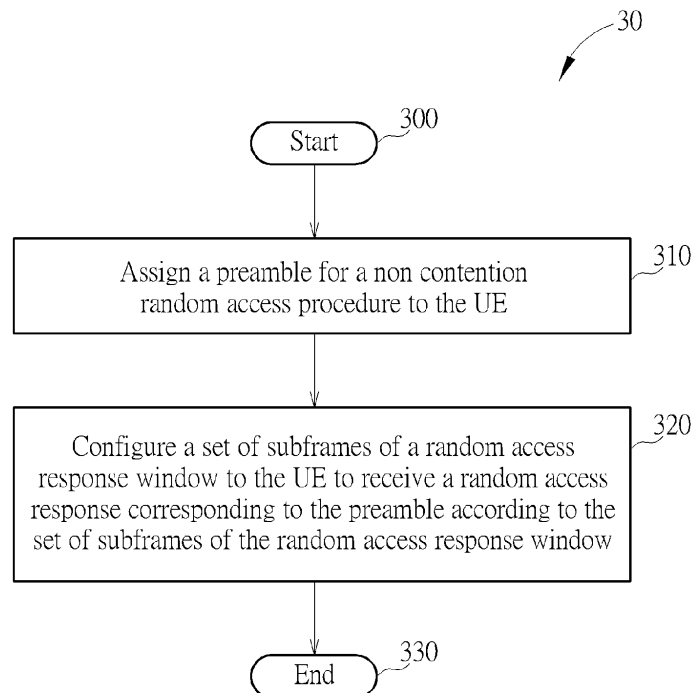 30
Start
300
Assign a preamble for a non contention
random access procedure to the UE
310
Configure a set of subframes of a random access
response window to the UE to receive a random access
response corresponding to the preamble according to the
set of subframes of the random access response window
320
End
330